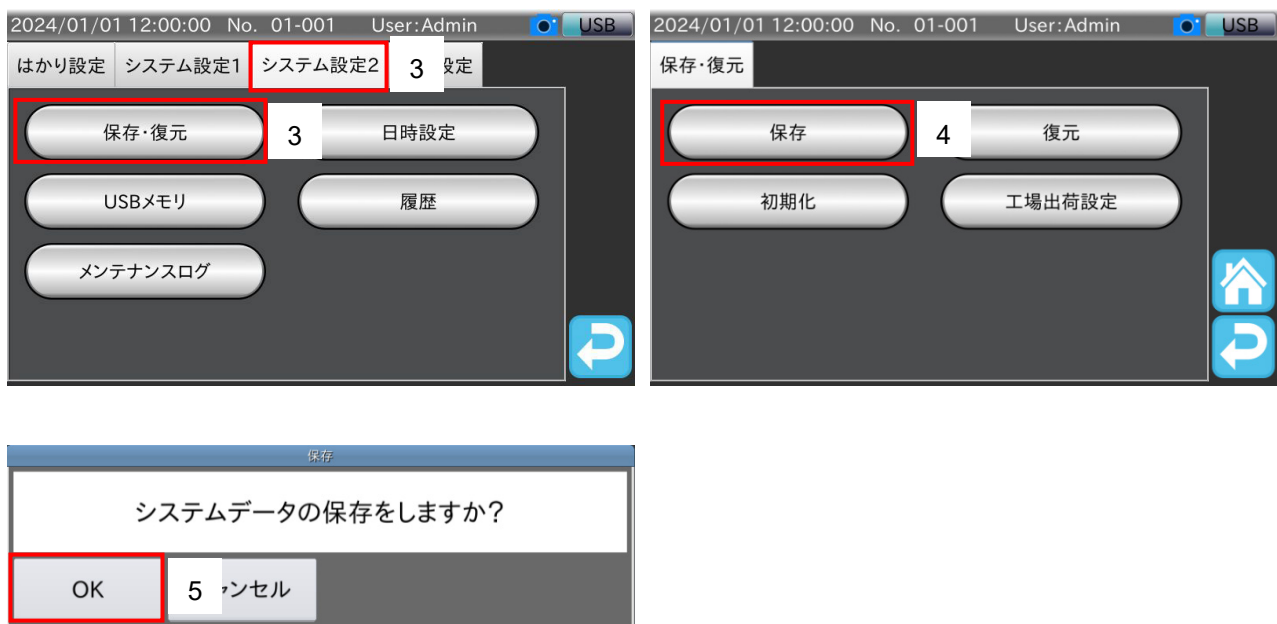 2024/01/01 12:00:00 No. 01-001 User:Admin USB
はかり設定 システム設定1 システム設定2 3 設定
保存・復元 3 日時設定
USBメモリ 履歴
メンテナンスログ
2024/01/01 12:00:00 No. 01-001 User:Admin USB
保存・復元
保存 4 復元
初期化 工場出荷設定
保存
システムデータの保存をしますか?
OK 5 ャンセル